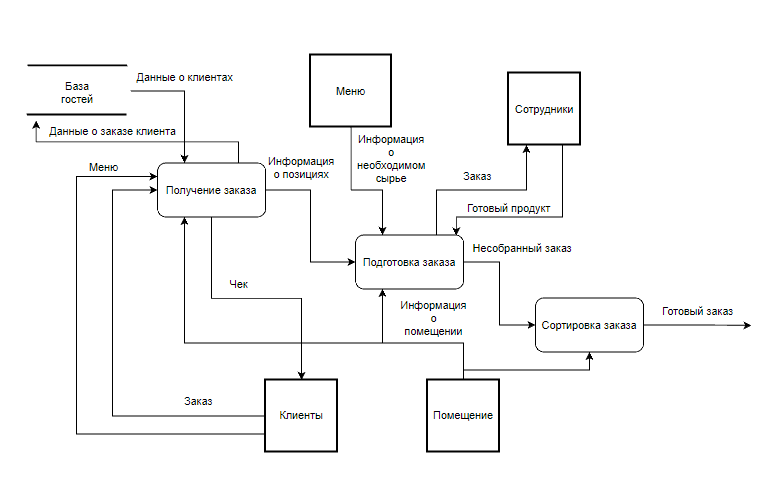 База
гостей
Данные о клиентах
Меню
Сотрудники
Данные о заказе клиента
Информация
о
необходимом
сырье
Меню
Информация
о позициях
Заказ
Получение заказа
Готовый продукт
Несобранный заказ
Подготовка заказа
Чек
Информация
о
помещении
Готовый заказ
Сортировка заказа
Заказ
Клиенты
Помещение